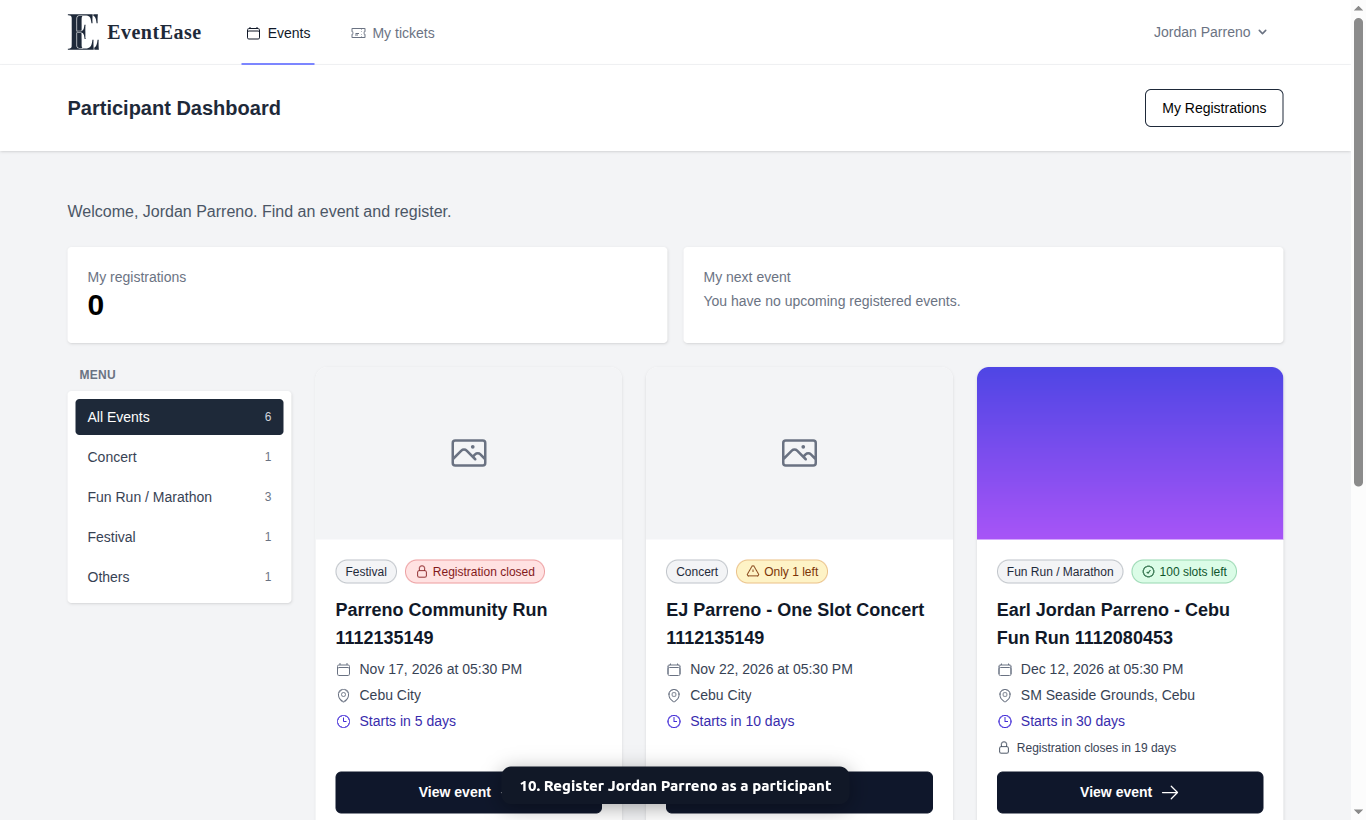 E EventEase
Events
My tickets
Jordan Parreno
Participant Dashboard
My Registrations
Welcome, Jordan Parreno. Find an event and register.
My registrations
0
My next event
You have no upcoming registered events.
MENU
All Events 6
Concert 1
Fun Run / Marathon 3
Festival 1
Others 1
Festival
Registration closed
Parreno Community Run
1112135149
Nov 17, 2026 at 05:30 PM
Cebu City
Starts in 5 days
View event
Concert
Only 1 left
EJ Parreno - One Slot Concert
1112135149
Nov 22, 2026 at 05:30 PM
Cebu City
Starts in 10 days
Fun Run / Marathon
100 slots left
Earl Jordan Parreno - Cebu
Fun Run 1112080453
Dec 12, 2026 at 05:30 PM
SM Seaside Grounds, Cebu
Starts in 30 days
Registration closes in 19 days
View event
10. Register Jordan Parreno as a participant